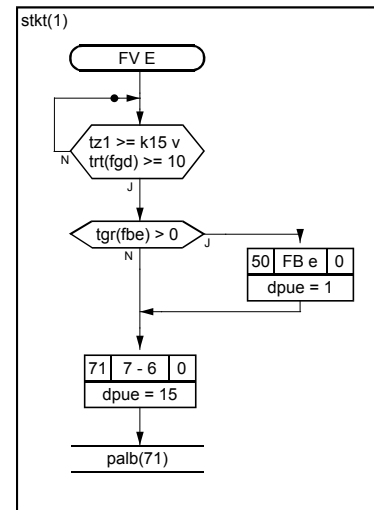 stkt(1)
FV E
tz1 >= k15 v
trt(fgd) >= 10
N
J
tgr(fbe) > 0
J
N
50 FB e 0
dpue = 1
71 7 - 6 0
dpue = 15
palb(71)